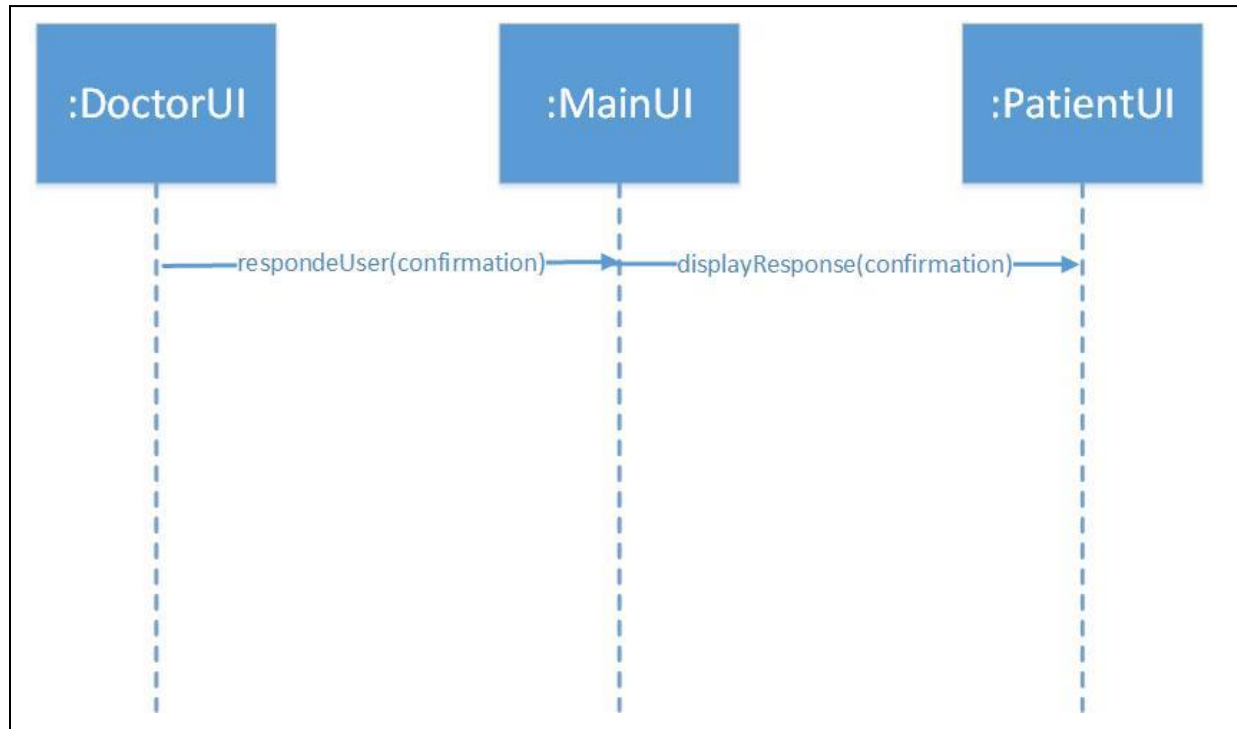 :DoctorUI
:MainUI
:PatientUI
respondeUser(confirmation)
displayResponse(confirmation)